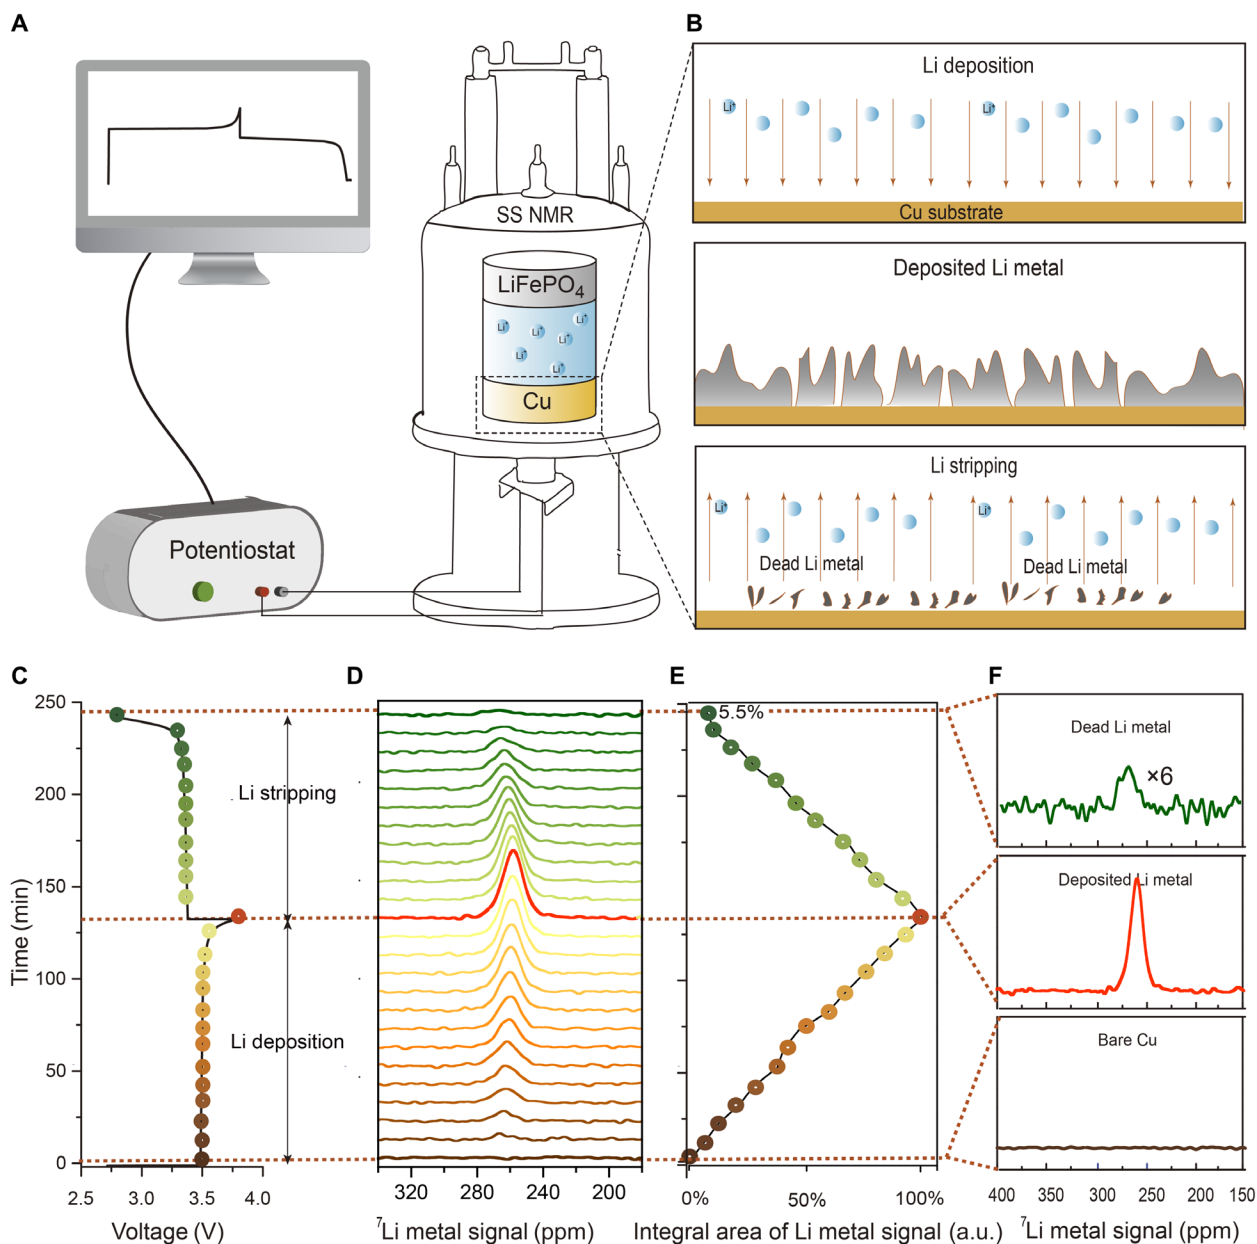 A
B
SS NMR
LiFePO4
Li+
Li+
Li+
Li+
Li+
Li+
Cu
Potentiostat
Li deposition
Li+
Li+
Cu substrate
Deposited Li metal
Li stripping
Li+
Li+
Dead Li metal
Dead Li metal
C
D
E
F
250
200
150
100
50
0
Time (min)
Li stripping
Li deposition
2.5 3.0 3.5 4.0
Voltage (V)
320 280 240 200
7Li metal signal (ppm)
5.5%
0% 50% 100%
Integral area of Li metal signal (a.u.)
Dead Li metal
×6
Deposited Li metal
Bare Cu
400 350 300 250 200 150
7Li metal signal (ppm)